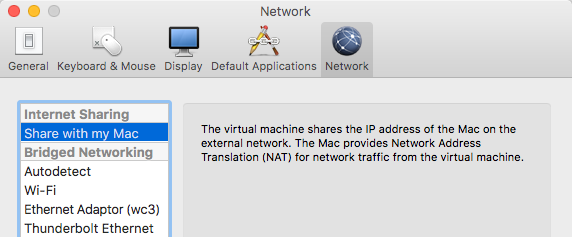 Network
General Keyboard & Mouse Display Default Applications Network
Internet Sharing
Share with my Mac
Bridged Networking
Autodetect
Wi-Fi
Ethernet Adaptor (wc3)
Thunderbolt Ethernet
The virtual machine shares the IP address of the Mac on the
external network. The Mac provides Network Address
Translation (NAT) for network traffic from the virtual machine.